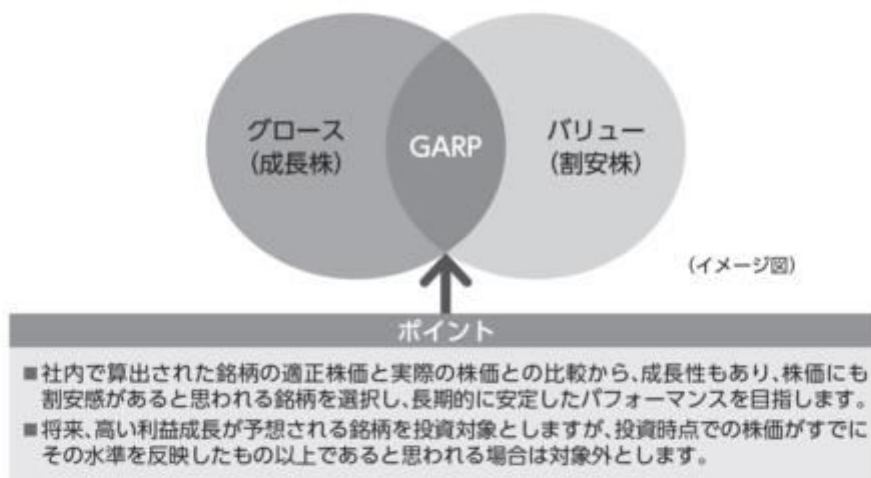 グロース
（成長株）
GARP
バリュー
（割安株）
（イメージ図）
ポイント
■社内で算出された銘柄の適正株価と実際の株価との比較から、成長性もあり、株価にも
割安感があると思われる銘柄を選択し、長期的に安定したパフォーマンスを目指します。
■将来、高い利益成長が予想される銘柄を投資対象としますが、投資時点での株価がすでに
その水準を反映したもの以上であると思われる場合は対象外とします。